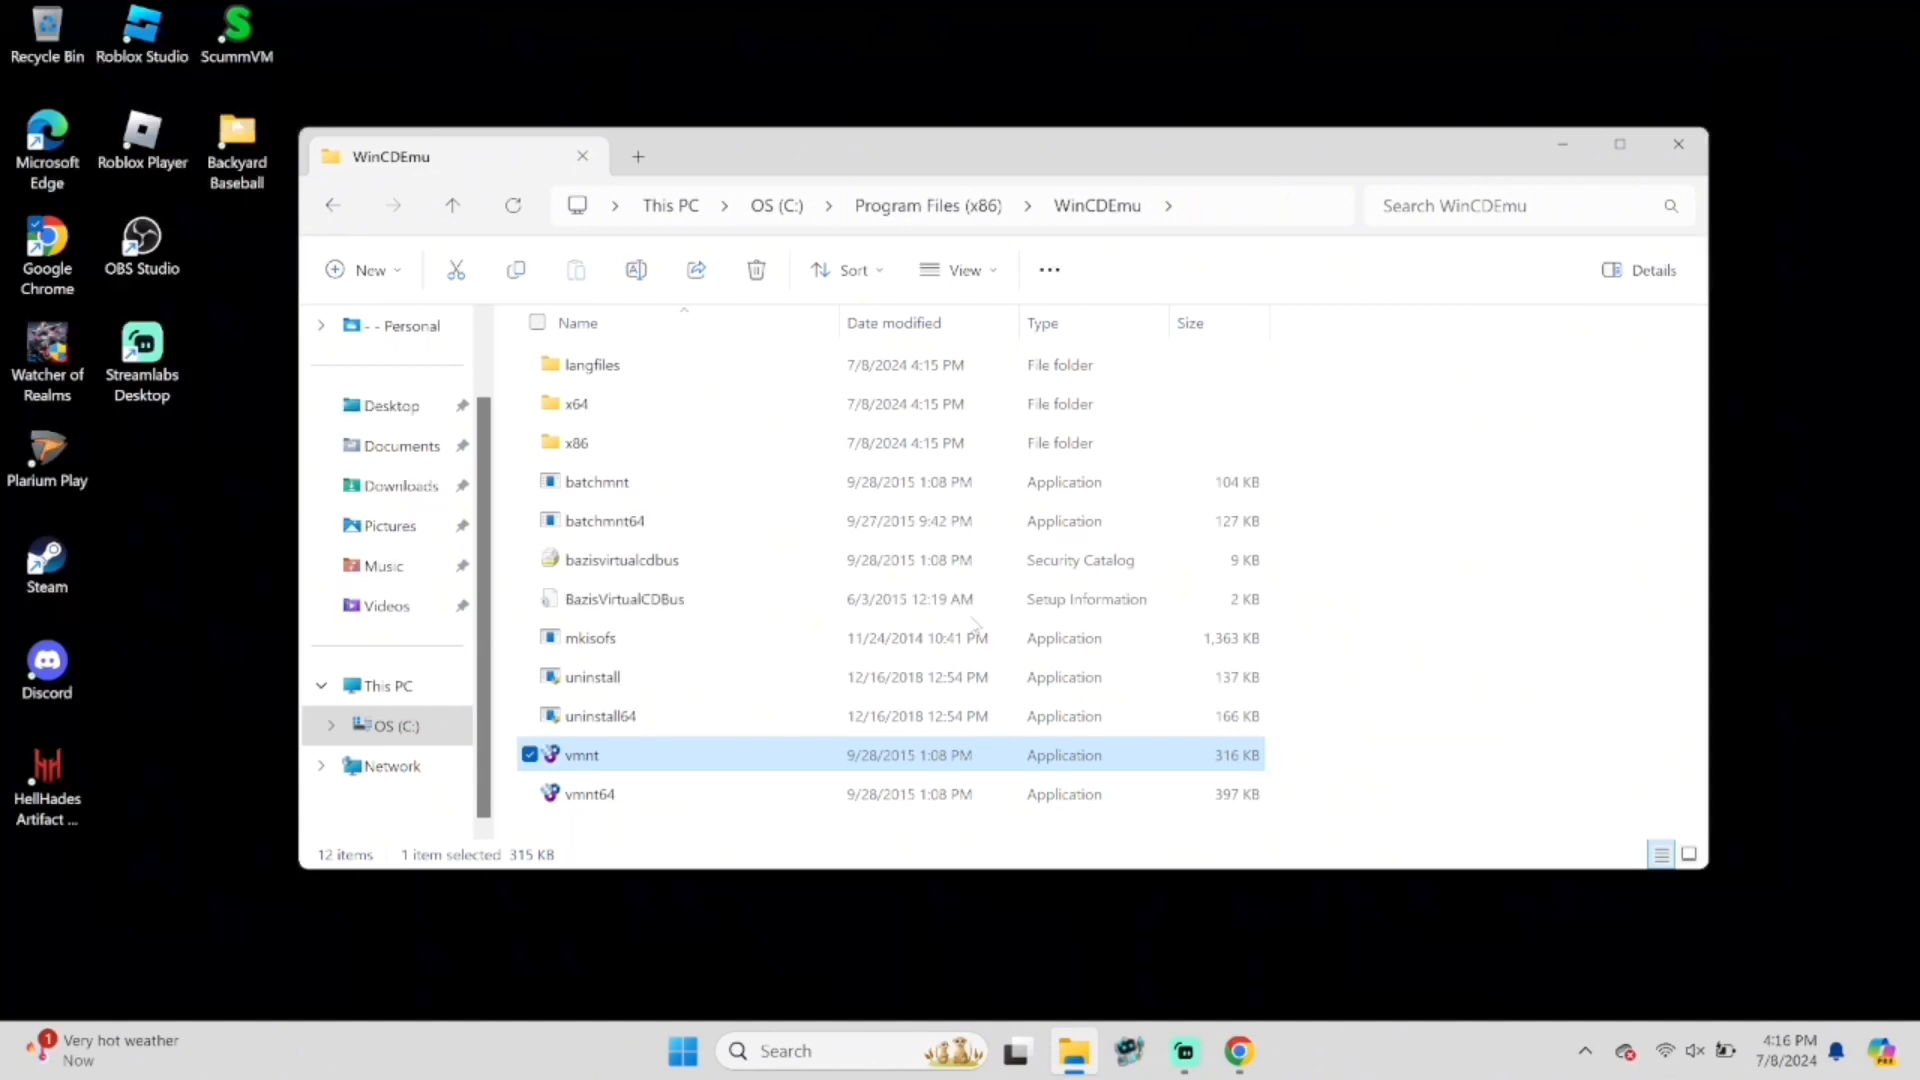 Recycle Bin
Roblox Studio
ScummVM
Microsoft
Edge
Roblox Player
Backyard
Baseball
Google
Chrome
OBS Studio
Watcher of
Realms
Streamlabs
Desktop
Plarium Play
Steam
Discord
HellHades
Artifact ...
WinCDEmu
This PC > OS (C:) > Program Files (x86) > WinCDEmu >
Search WinCDEmu
New
Sort
View
Details
- - Personal
Desktop
Documents
Downloads
Pictures
Music
Videos
This PC
OS (C:)
Network
Name Date modified Type Size
langfiles 7/8/2024 4:15 PM File folder
x64 7/8/2024 4:15 PM File folder
x86 7/8/2024 4:15 PM File folder
batchmnt 9/28/2015 1:08 PM Application 104 KB
batchmnt64 9/27/2015 9:42 PM Application 127 KB
bazisvirtualcdbus 9/28/2015 1:08 PM Security Catalog 9 KB
BazisVirtualCDBus 6/3/2015 12:19 AM Setup Information 2 KB
mkisofs 11/24/2014 10:41 PM Application 1,363 KB
uninstall 12/16/2018 12:54 PM Application 137 KB
uninstall64 12/16/2018 12:54 PM Application 166 KB
vmnt 9/28/2015 1:08 PM Application 316 KB
vmnt64 9/28/2015 1:08 PM Application 397 KB
12 items 1 item selected 315 KB
1
Very hot weather
Now
Search
4:16 PM
7/8/2024
PRE